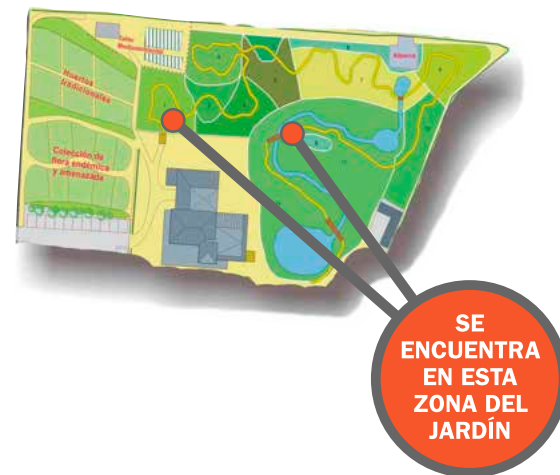 Huertos
tradicionales
Colección de
flora endémica
y amenazada
SE
ENCUENTRA
EN ESTA
ZONA DEL
JARDÍN